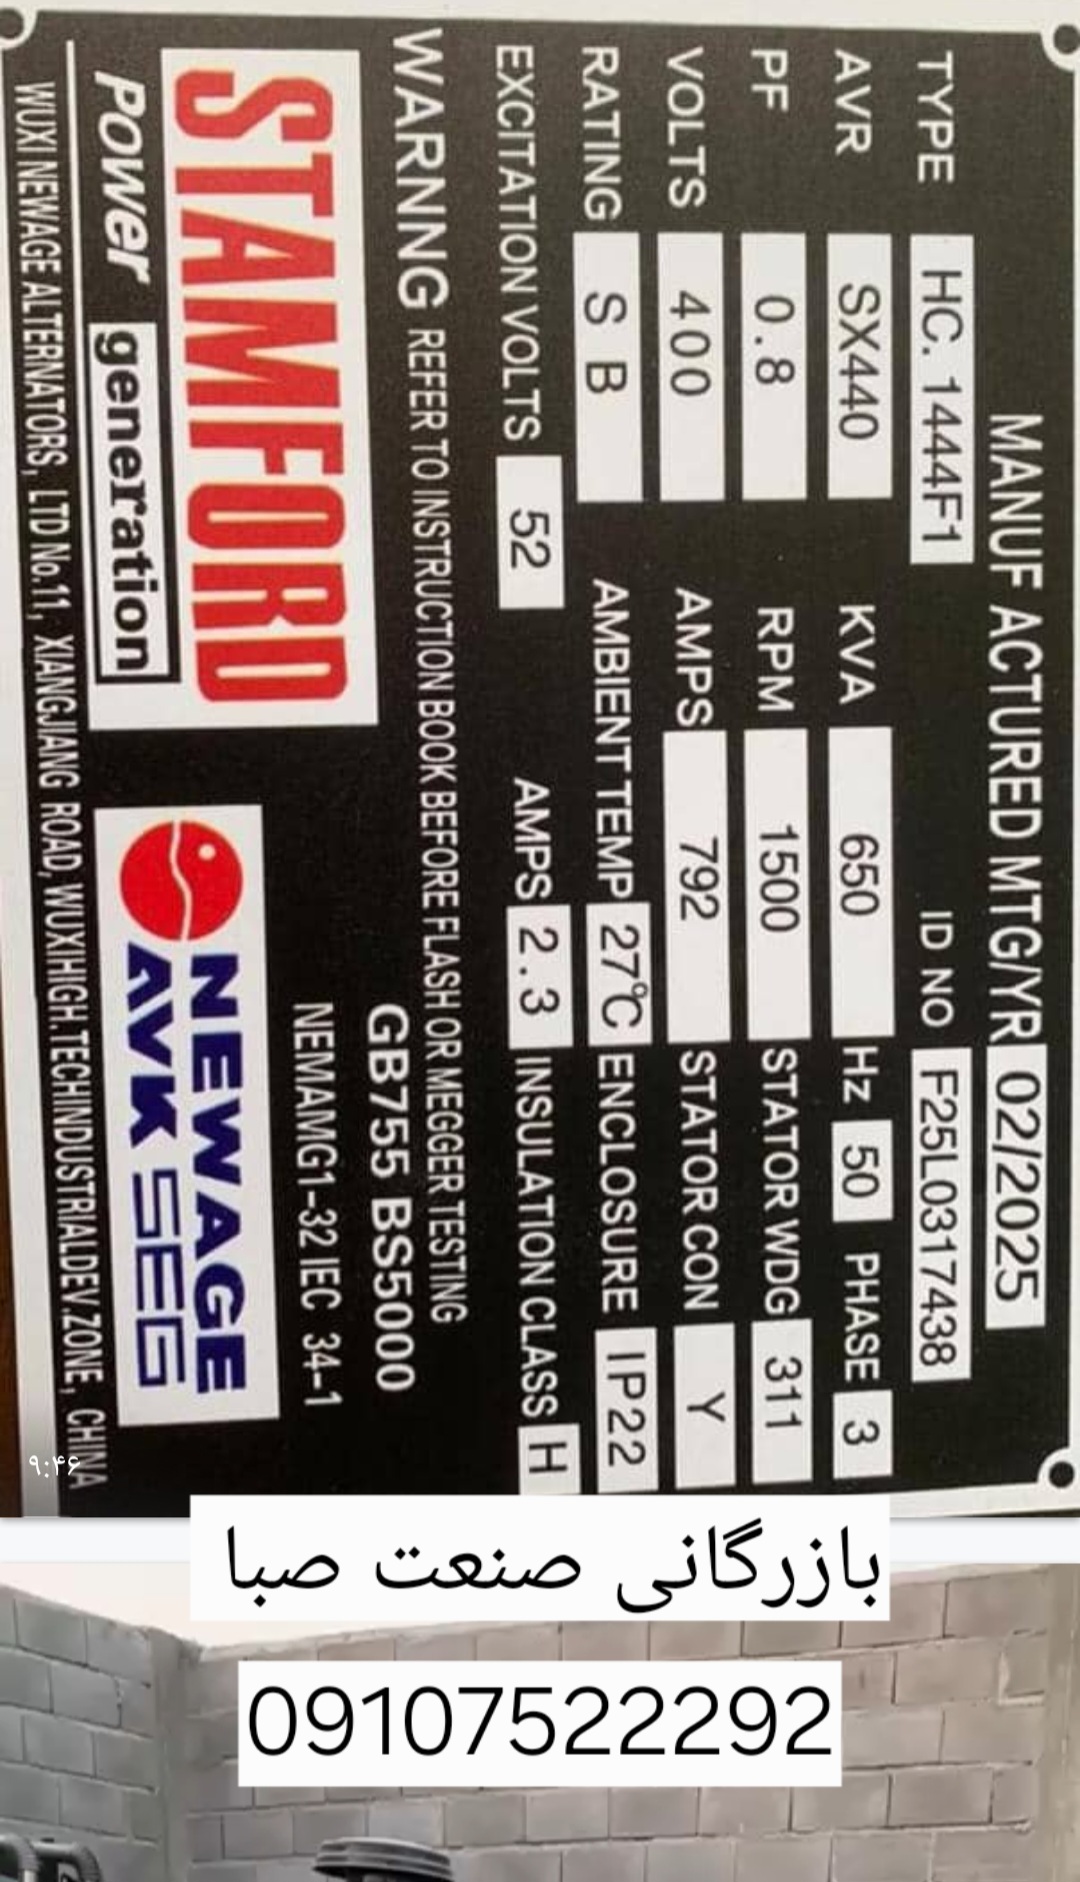 MANUF ACTURED MTG/YR 02/2025
TYPE HC. 1444F1 ID NO F25L0317438
AVR SX440 KVA 650 Hz 50 PHASE 3
PF 0.8 RPM 1500 STATOR WDG 311
VOLTS 400 AMPS 792 STATOR CON Y
RATING S B AMBIENT TEMP 27℃ ENCLOSURE IP22
EXCITATION VOLTS 52 AMPS 2.3 INSULATION CLASS H
WARNING REFER TO INSTRUCTION BOOK BEFORE FLASH OR MEGGER TESTING
GB755 BS5000
NEMAMG1-32 IEC 34-1
STAMFORD
Power generation
NEWAGE
AVK SEG
WUXI NEWAGE ALTERNATORS, LTD No.11, XIANGJIANG ROAD, WUXIHIGH.TECHINDUSTRIALDEV.ZONE, CHINA
۹:۴۶
بازرگانی صنعت صبا
09107522292